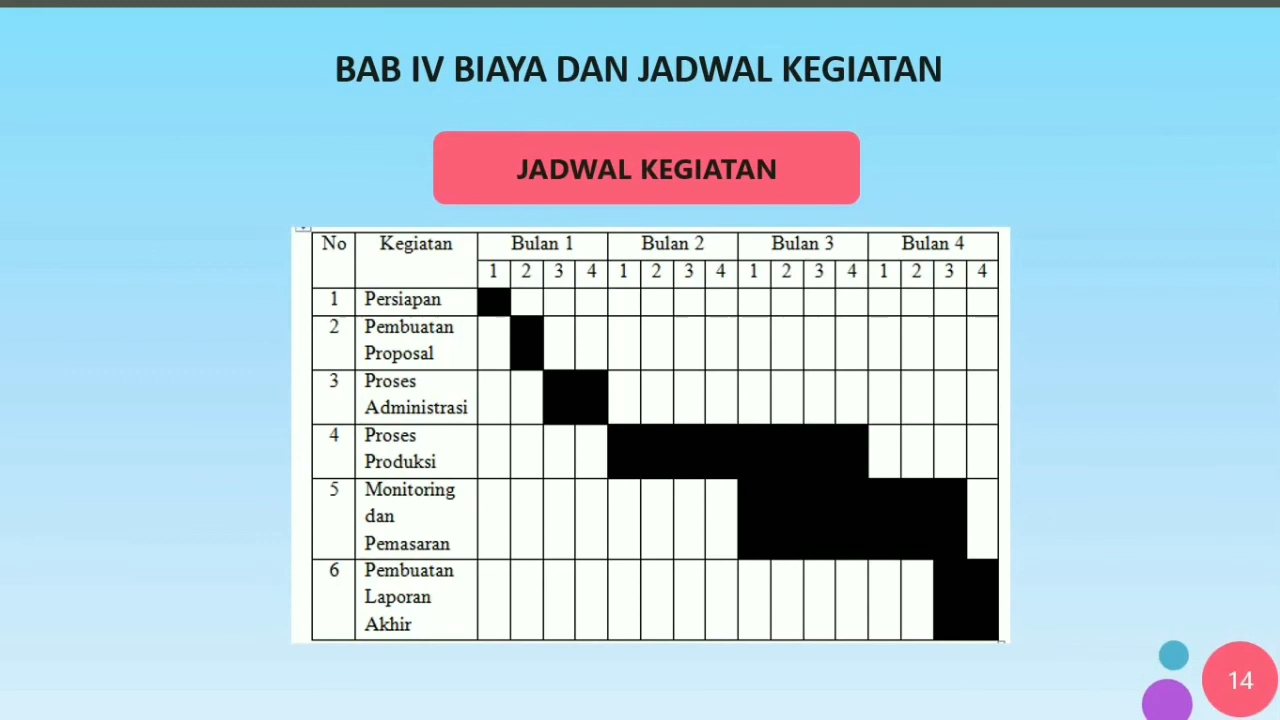 BAB IV BIAYA DAN JADWAL KEGIATAN
JADWAL KEGIATAN
No Kegiatan Bulan 1 Bulan 2 Bulan 3 Bulan 4
1 2 3 4 1 2 3 4 1 2 3 4 1 2 3 4
1 Persiapan
2 Pembuatan
Proposal
3 Proses
Administrasi
4 Proses
Produksi
5 Monitoring
dan
Pemasaran
6 Pembuatan
Laporan
Akhir
14